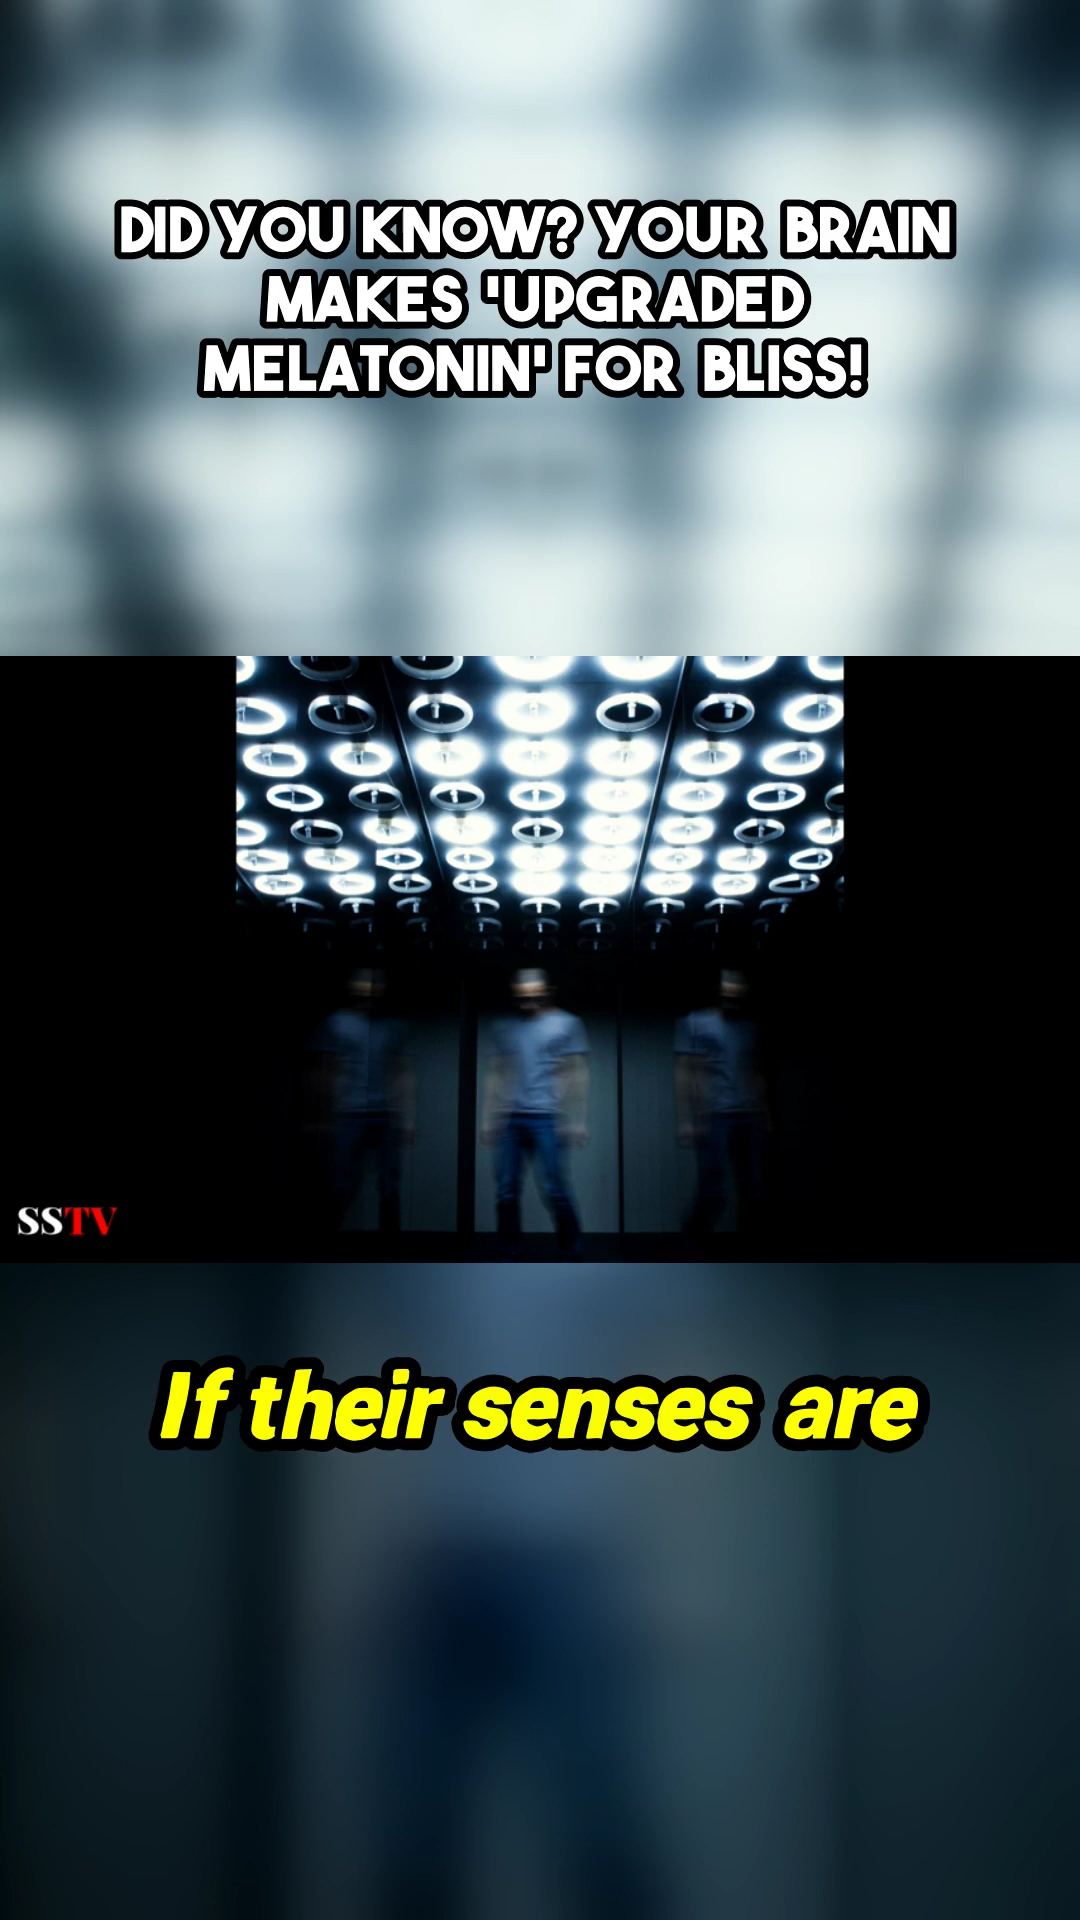 DID YOU KNOW? YOUR BRAIN
MAKES 'UPGRADED
MELATONIN' FOR BLISS!
SSTV
If their senses are